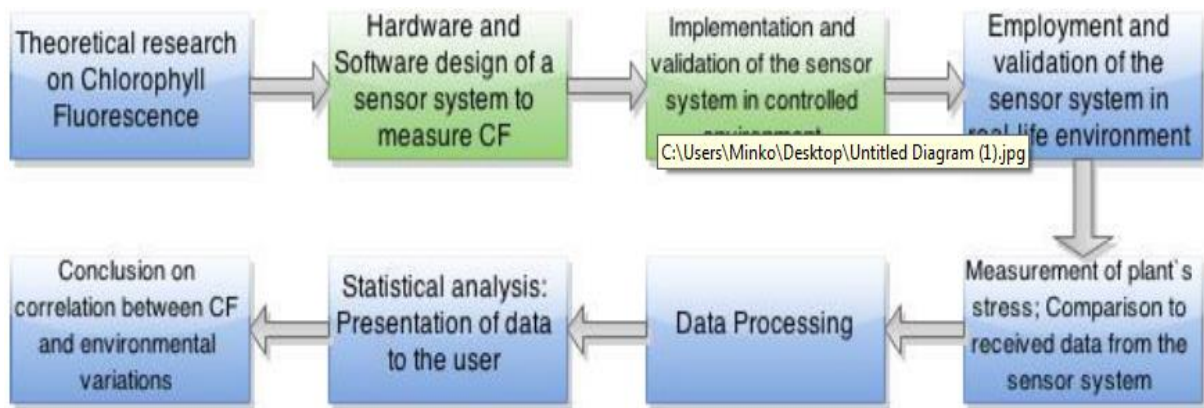 Theoretical research
on Chlorophyll
Fluorescence
Hardware and
Software design of a
sensor system to
measure CF
Implementation and
validation of the sensor
system in controlled
C:\Users\Minko\Desktop\Untitled Diagram (1).jpg
Employment and
validation of the
sensor system in
environment
Measurement of plant`s
stress; Comparison to
received data from the
sensor system
Data Processing
Statistical analysis:
Presentation of data
to the user
Conclusion on
correlation between CF
and environmental
variations